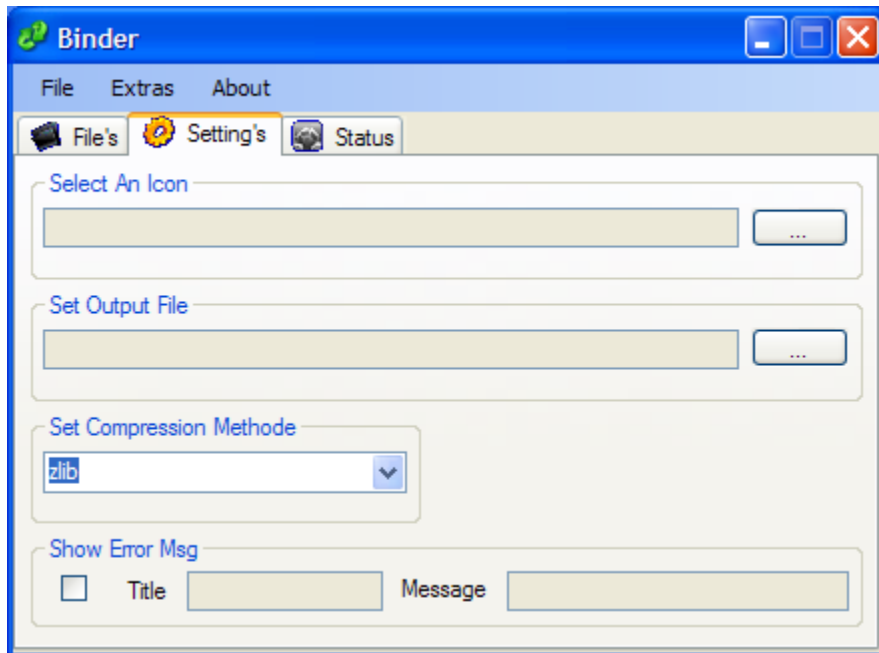 Binder
File Extras About
File's Setting's Status
Select An Icon
...
Set Output File
...
Set Compression Methode
zlib
Show Error Msg
Title Message